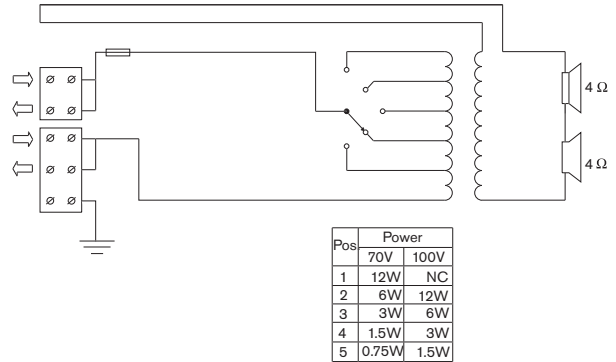 4 Ω
4 Ω
Pos Power
70V 100V
1 12W NC
2 6W 12W
3 3W 6W
4 1.5W 3W
5 0.75W 1.5W